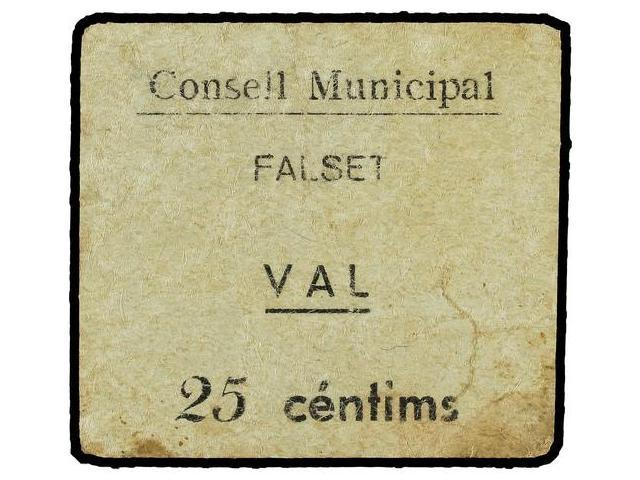 Consell Municipal
FALSET
VAL
25 céntims